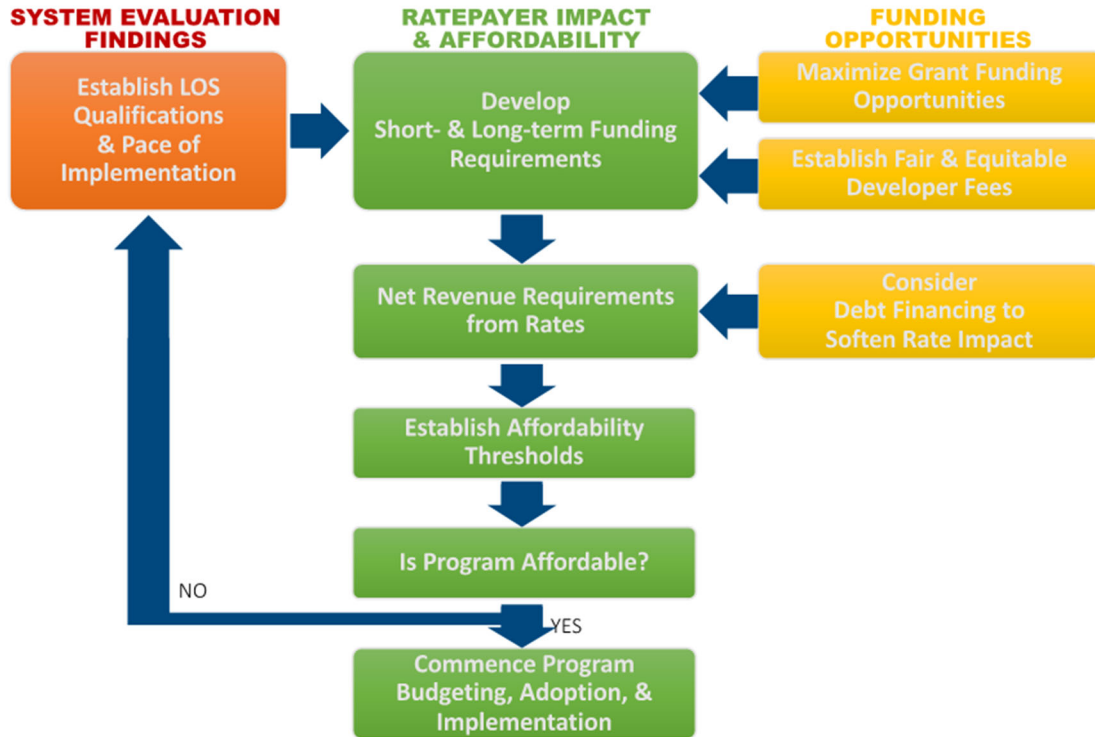 SYSTEM EVALUATION
FINDINGS
RATEPAYER IMPACT
& AFFORDABILITY
FUNDING
OPPORTUNITIES
Establish LOS
Qualifications
& Pace of
Implementation
Develop
Short- & Long-term Funding
Requirements
Maximize Grant Funding
Opportunities
Establish Fair & Equitable
Developer Fees
Net Revenue Requirements
from Rates
Consider
Debt Financing to
Soften Rate Impact
Establish Affordability
Thresholds
Is Program Affordable?
NO
YES
Commence Program
Budgeting, Adoption, &
Implementation